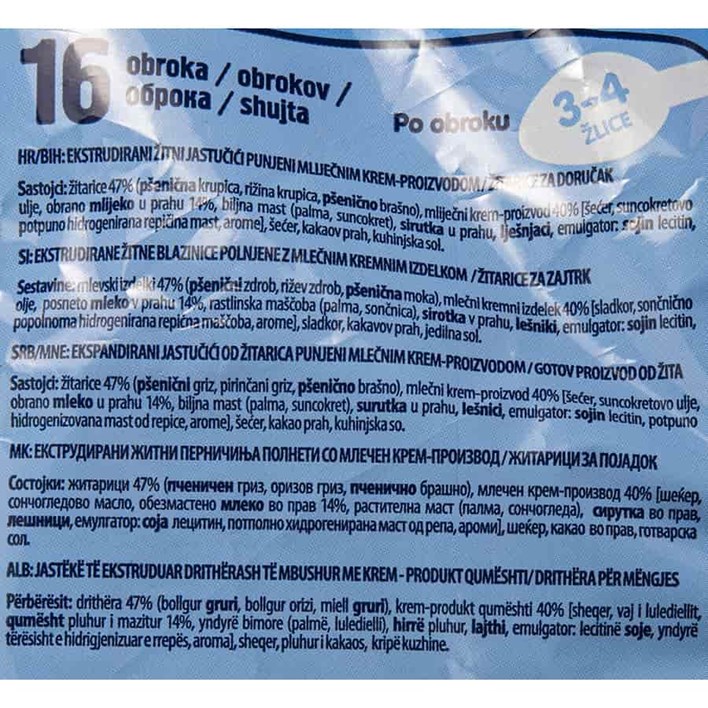 16 obroka / obrokov /
оброка / shujta
Po obroku 3-4
ŽLICE
HR/BIH: EKSTRUDIRANI ŽITNI JASTUČIĆI PUNJENI MLIJEČNIM KREM-PROIZVODOM / ŽITARICE ZA DORUČAK
Sastojci: žitarice 47% (pšenična krupica, rižina krupica, pšenično brašno), mliječni krem-proizvod 40% [šećer, suncokretovo
ulje, obrano mlijeko u prahu 14%, biljna mast (palma, suncokret), sirutka u prahu, lješnjaci, emulgator: sojin lecitin,
potpuno hidrogenirana repičina mast, arome], šećer, kakaov prah, kuhinjska sol.
SI: EKSTRUDIRANE ŽITNE BLAZINICE POLNJENE Z MLEČNIM KREMNIM IZDELKOM / ŽITARICE ZA ZAJTRK
Sestavine: mlevski izdelki 47% (pšenični zdrob, rižev zdrob, pšenična moka), mlečni kremni izdelek 40% [sladkor, sončnično
olje, posneto mleko v prahu 14%, rastlinska maščoba (palma, sončnica), sirotka v prahu, lešniki, emulgator: sojin lecitin,
popolnoma hidrogenirana repična maščoba, arome], sladkor, kakavov prah, jedilna sol.
SRB/MNE: EKSPANDIRANI JASTUČIĆI OD ŽITARICA PUNJENI MLEČNIM KREM-PROIZVODOM / GOTOV PROIZVOD OD ŽITA
Sastojci: žitarice 47% (pšenični griz, pirinčani griz, pšenično brašno), mlečni krem-proizvod 40% [šećer, suncokretovo ulje,
obrano mleko u prahu 14%, biljna mast (palma, suncokret), surutka u prahu, lešnici, emulgator: sojin lecitin, potpuno
hidrogenizovana mast od repice, arome], šećer, kakao prah, kuhinjska so.
МК: ЕКСТРУДИРАНИ ЖИТНИ ПЕРНИЧИЊА ПОЛНЕТИ СО МЛЕЧЕН КРЕМ-ПРОИЗВОД / ЖИТАРИЦИ ЗА ПОЈАДОК
Состојки: житарици 47% (пченичен гриз, оризов гриз, пченично брашно), млечен крем-производ 40% [шеќер,
сончогледово масло, обезмастено млеко во прав 14%, растителна маст (палма, сончогледа), сирутка во прав,
лешници, емулгатор: соја лецитин, потполно хидрогенирана маст од репа, ароми], шеќер, какао во прав, готварска
сол.
ALB: JASTËKË TË EKSTRUDUAR DRITHËRASH TË MBUSHUR ME KREM - PRODUKT QUMËSHTI/ DRITHËRA PËR MËNGJES
Përbërësit: drithëra 47% (bollgur gruri, bollgur orizi, miell gruri), krem-produkt qumështi 40% [sheqer, vaj i lulediellit,
qumësht pluhur i mazitur 14%, yndyrë bimore (palmë, luledielli), hirrë pluhur, lajthi, emulgator: lecitinë soje, yndyrë
tërësisht e hidrigjenizuar e rrepës, aroma], sheqer, pluhur i kakaos, kripë kuzhine.